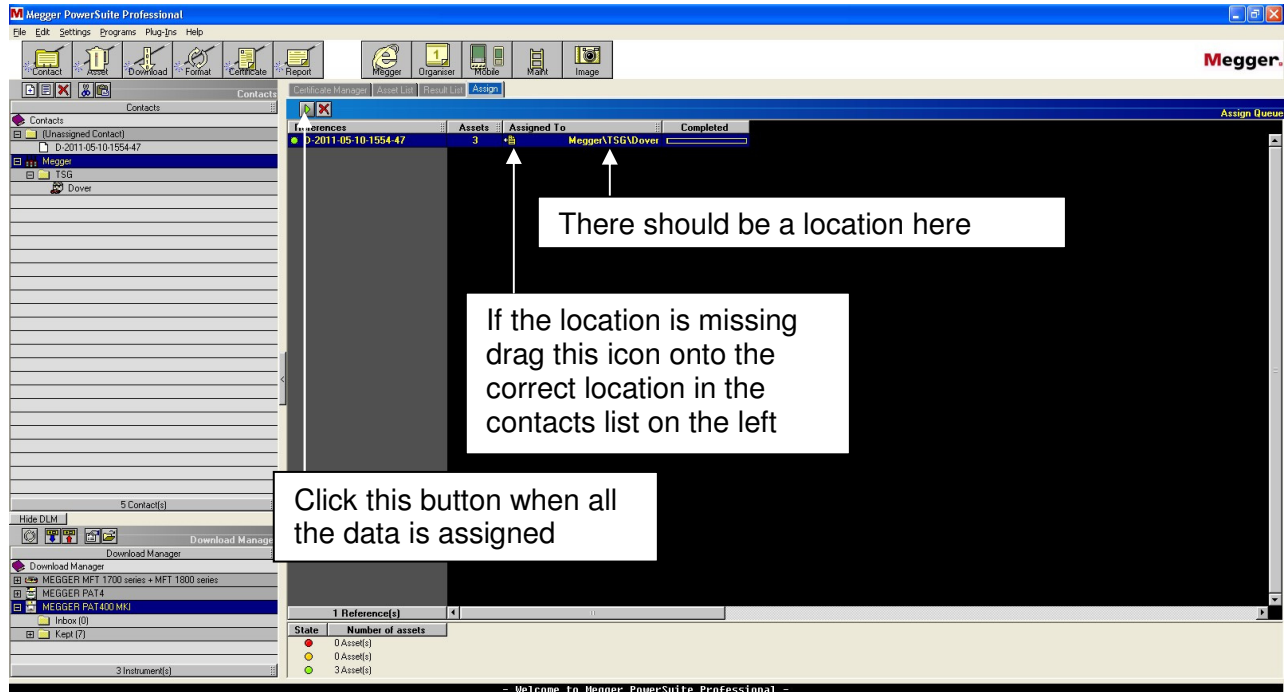 Megger PowerSuite Professional
File Edit Settings Programs Plug-Ins Help
Contact Asset Download Format Certificate Report Megger Organiser Mobile Maint Image
Megger.
Contacts
Certificate Manager Asset List Result List Assign
Contacts
Assign Queue
Contacts
References Assets Assigned To Completed
(Unassigned Contact)
D-2011-05-10-1554-47 3 Megger\TSG\Dover
D-2011-05-10-1554-47
Megger
TSG
Dover
There should be a location here
If the location is missing
drag this icon onto the
correct location in the
contacts list on the left
Click this button when all
the data is assigned
5 Contact(s)
Hide DLM
Download Manager
Download Manager
Download Manager
MEGGER MFT 1700 series + MFT 1800 series
MEGGER PAT4
MEGGER PAT400 MKI
Inbox (0)
Kept (7)
3 Instrument(s)
1 Reference(s)
State Number of assets
0 Asset(s)
0 Asset(s)
3 Asset(s)
- Welcome to Megger PowerSuite Professional -